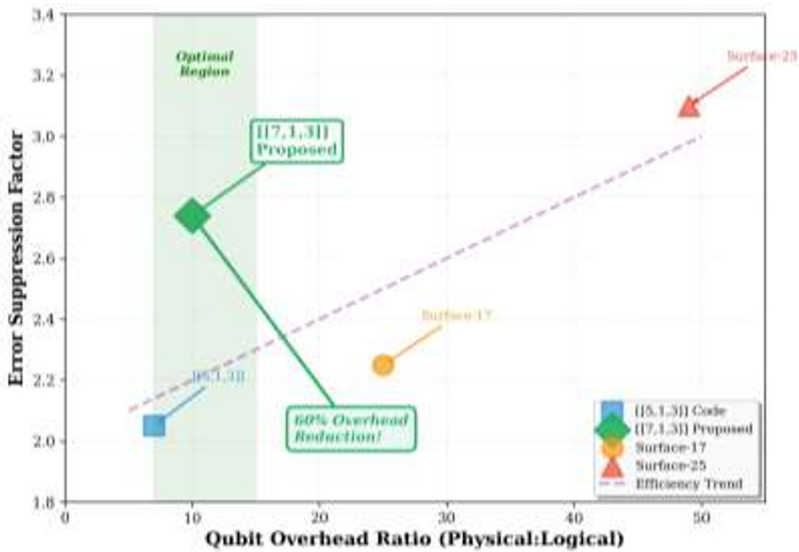 3.4
3.2
3.0
2.8
2.6
2.4
2.2
2.0
1.8
Error Suppression Factor
Optimal
Region
[[7,1,3]]
Proposed
Surface-25
Surface-17
[[5,1,3]]
60% Overhead
Reduction!
[[5,1,3]] Code
[[7,1,3]] Proposed
Surface-17
Surface-25
Efficiency Trend
0 10 20 30 40 50
Qubit Overhead Ratio (Physical:Logical)